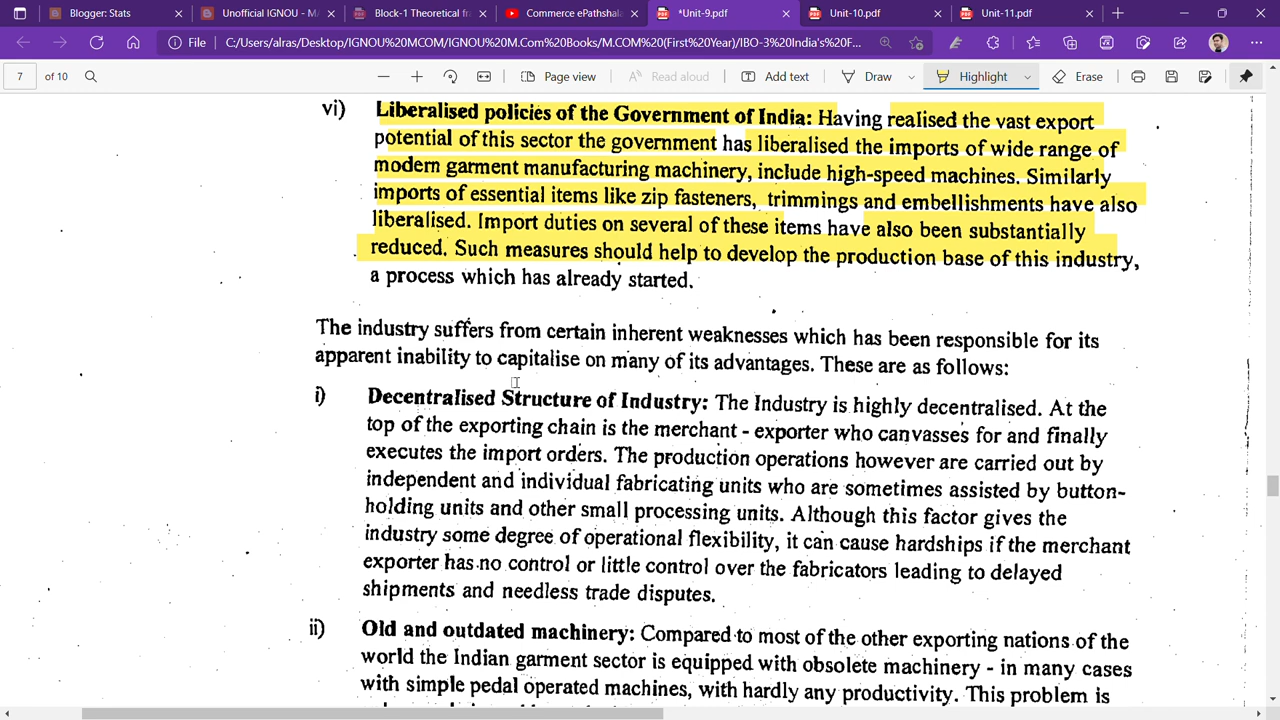 Blogger: Stats
Unofficial IGNOU - MA
Block-1 Theoretical fra
Commerce ePathshala
*Unit-9.pdf
Unit-10.pdf
Unit-11.pdf
File
C:/Users/alras/Desktop/IGNOU%20MCOM/IGNOU%20M.Com%20Books/M.COM%20(First%20Year)/IBO-3%20India's%20F...
7 of 10
Page view
Read aloud
Add text
Draw
Highlight
Erase
vi) Liberalised policies of the Government of India: Having realised the vast export
potential of this sector the government has liberalised the imports of wide range of
modern garment manufacturing machinery, include high-speed machines. Similarly
imports of essential items like zip fasteners, trimmings and embellishments have also
liberalised. Import duties on several of these items have also been substantially
reduced. Such measures should help to develop the production base of this industry,
a process which has already started.
The industry suffers from certain inherent weaknesses which has been responsible for its
apparent inability to capitalise on many of its advantages. These are as follows:
i) Decentralised Structure of Industry: The Industry is highly decentralised. At the
top of the exporting chain is the merchant - exporter who canvasses for and finally
executes the import orders. The production operations however are carried out by
independent and individual fabricating units who are sometimes assisted by button-
holding units and other small processing units. Although this factor gives the
industry some degree of operational flexibility, it can cause hardships if the merchant
exporter has no control or little control over the fabricators leading to delayed
shipments and needless trade disputes.
ii) Old and outdated machinery: Compared to most of the other exporting nations of the
world the Indian garment sector is equipped with obsolete machinery - in many cases
with simple pedal operated machines, with hardly any productivity. This problem is